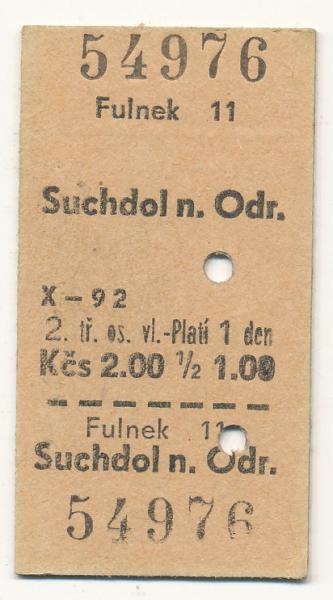 54976
Fulnek 11
Suchdol n. Odr.
X-92
2. tř. os. vl.-Platí 1 den
Kčs 2.00 ½ 1.00
Fulnek 11
Suchdol n. Odr.
54976